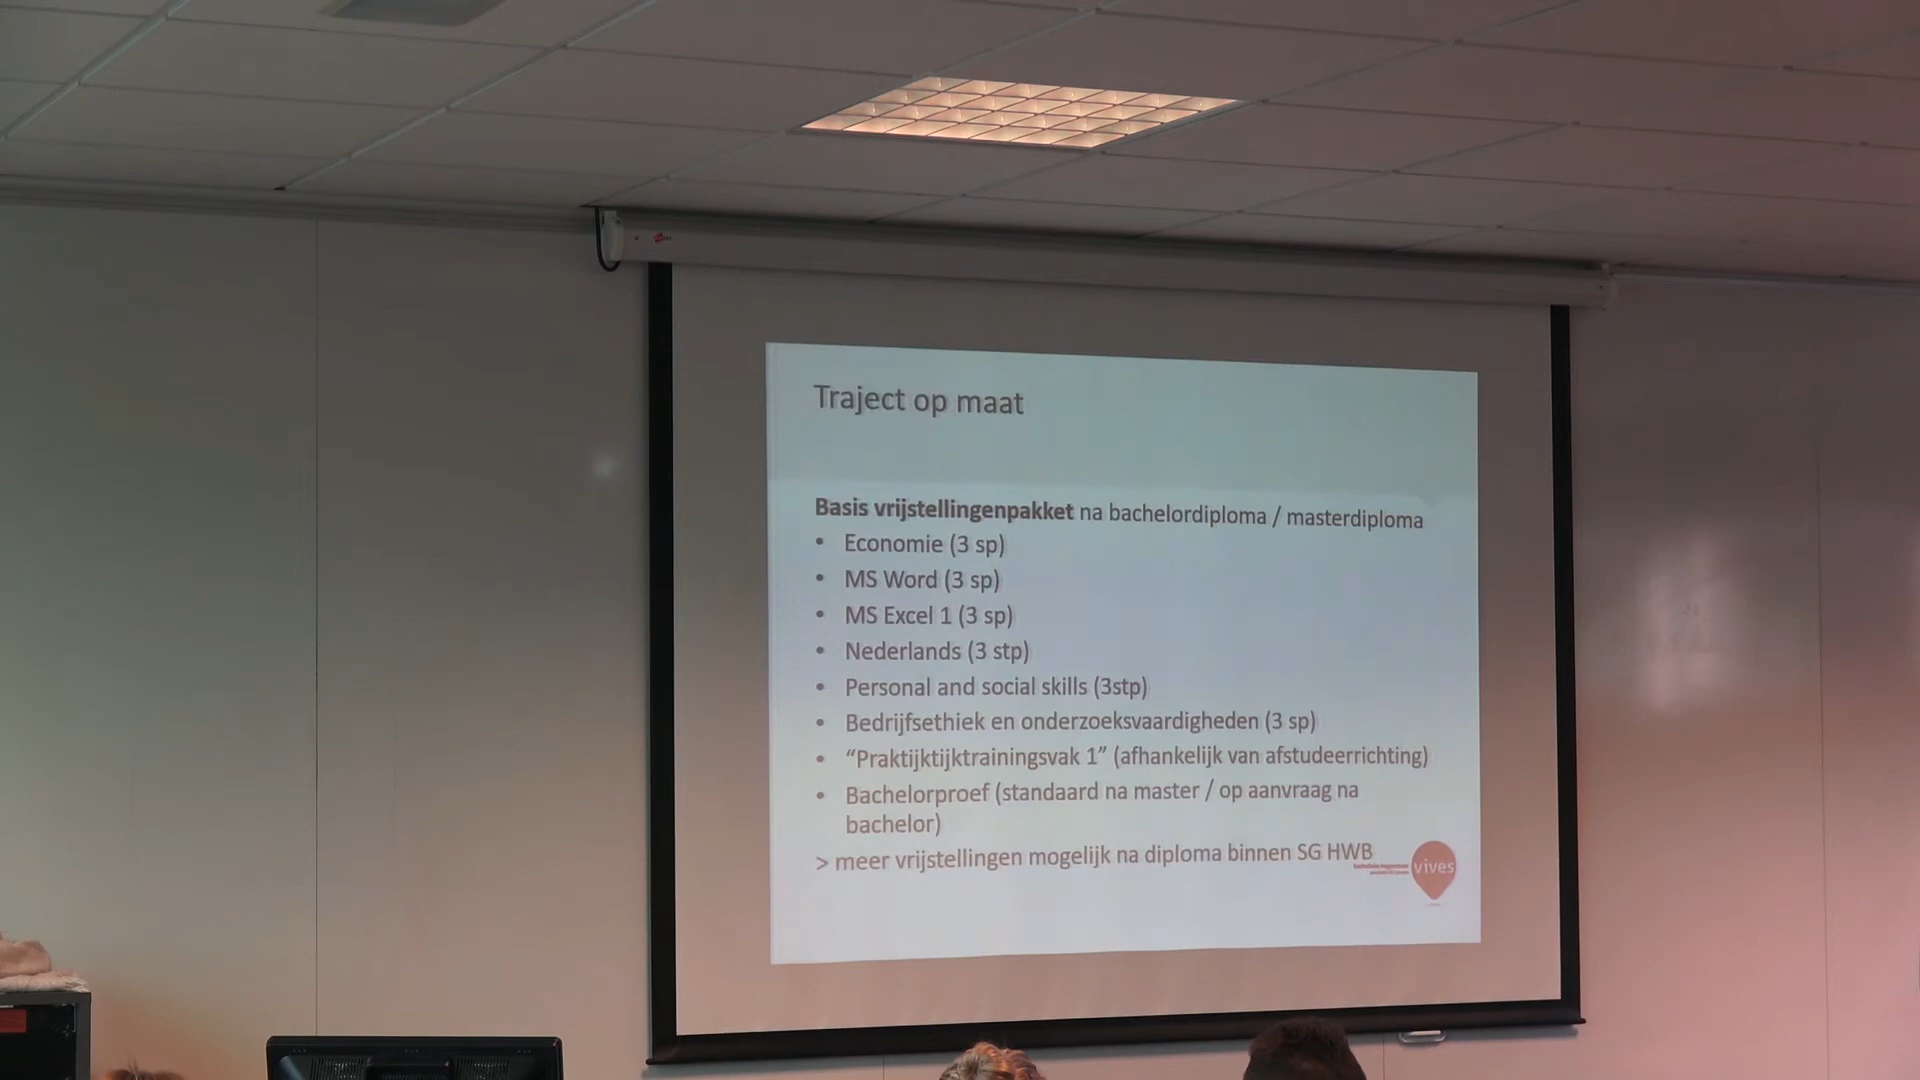 Traject op maat
Basis vrijstellingenpakket na bachelordiploma / masterdiploma
• Economie (3 sp)
• MS Word (3 sp)
• MS Excel 1 (3 sp)
• Nederlands (3 stp)
• Personal and social skills (3stp)
• Bedrijfsethiek en onderzoeksvaardigheden (3 sp)
• “Praktijktijktrainingsvak 1” (afhankelijk van afstudeerrichting)
• Bachelorproef (standaard na master / op aanvraag na
bachelor)
> meer vrijstellingen mogelijk na diploma binnen SG HWB
vives